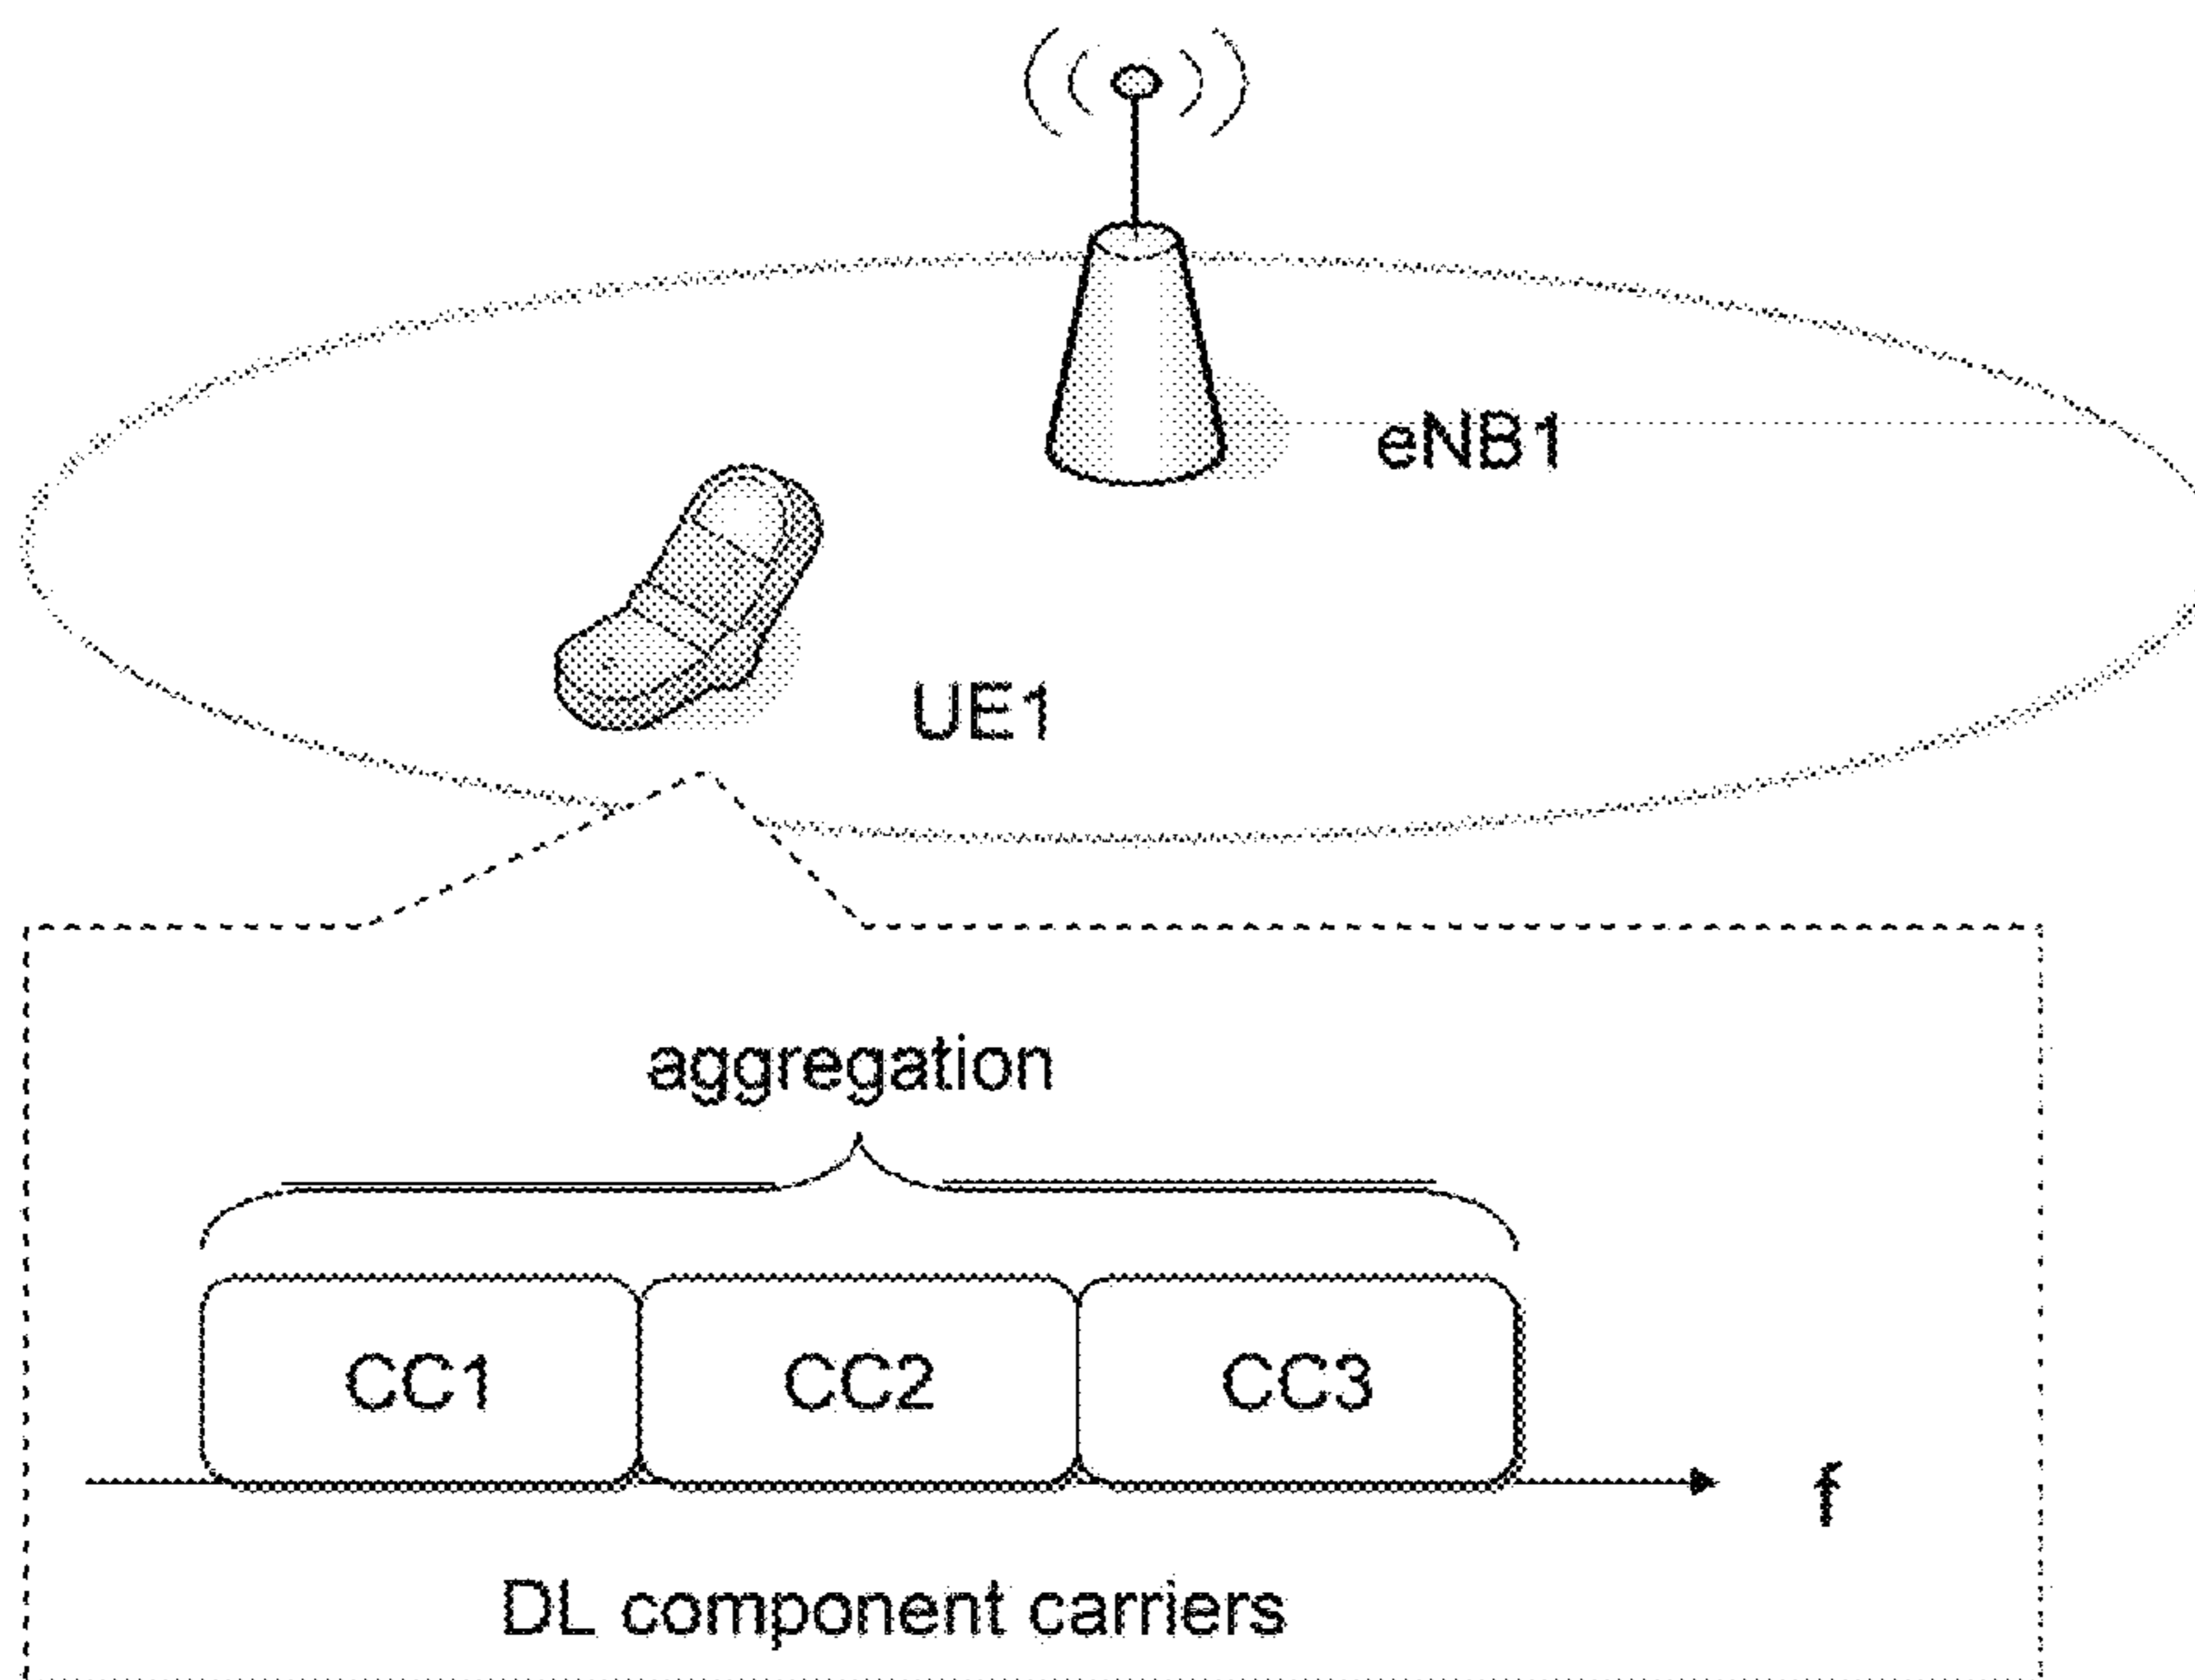 eNB1
UE1
aggregation
CC1 CC2 CC3
f
DL component carriers